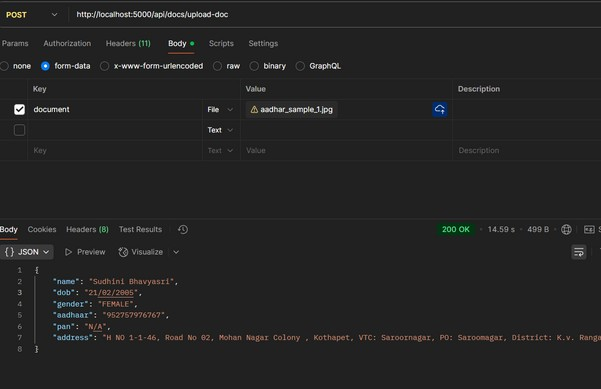 POST http://localhost:5000/api/docs/upload-doc
Params Authorization Headers (11) Body Scripts Settings
none form-data x-www-form-urlencoded raw binary GraphQL
Key Value Description
document File aadhar_sample_1.jpg
Text
Key Text Value Description
Body Cookies Headers (8) Test Results 200 OK 14.59 s 499 B
{} JSON Preview Visualize
1 {
2 "name": "Sudhini Bhavyasri",
3 "dob": "21/02/2005",
4 "gender": "FEMALE",
5 "aadhaar": "952757976767",
6 "pan": "N/A",
7 "address": "H NO 1-1-46, Road No 02, Mohan Nagar Colony , Kothapet, VTC: Saroornagar, PO: Saroomagar, District: K.v. Ranga
8 }